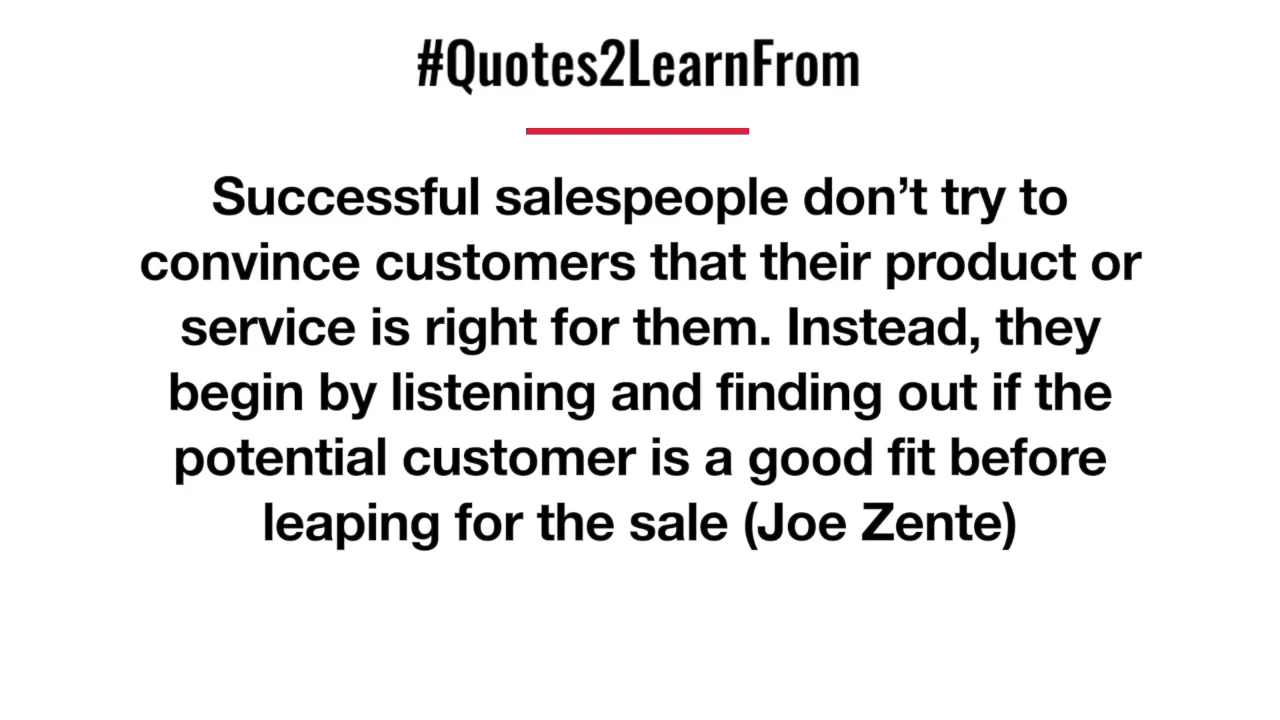 #Quotes2LearnFrom
Successful salespeople don’t try to
convince customers that their product or
service is right for them. Instead, they
begin by listening and finding out if the
potential customer is a good fit before
leaping for the sale (Joe Zente)